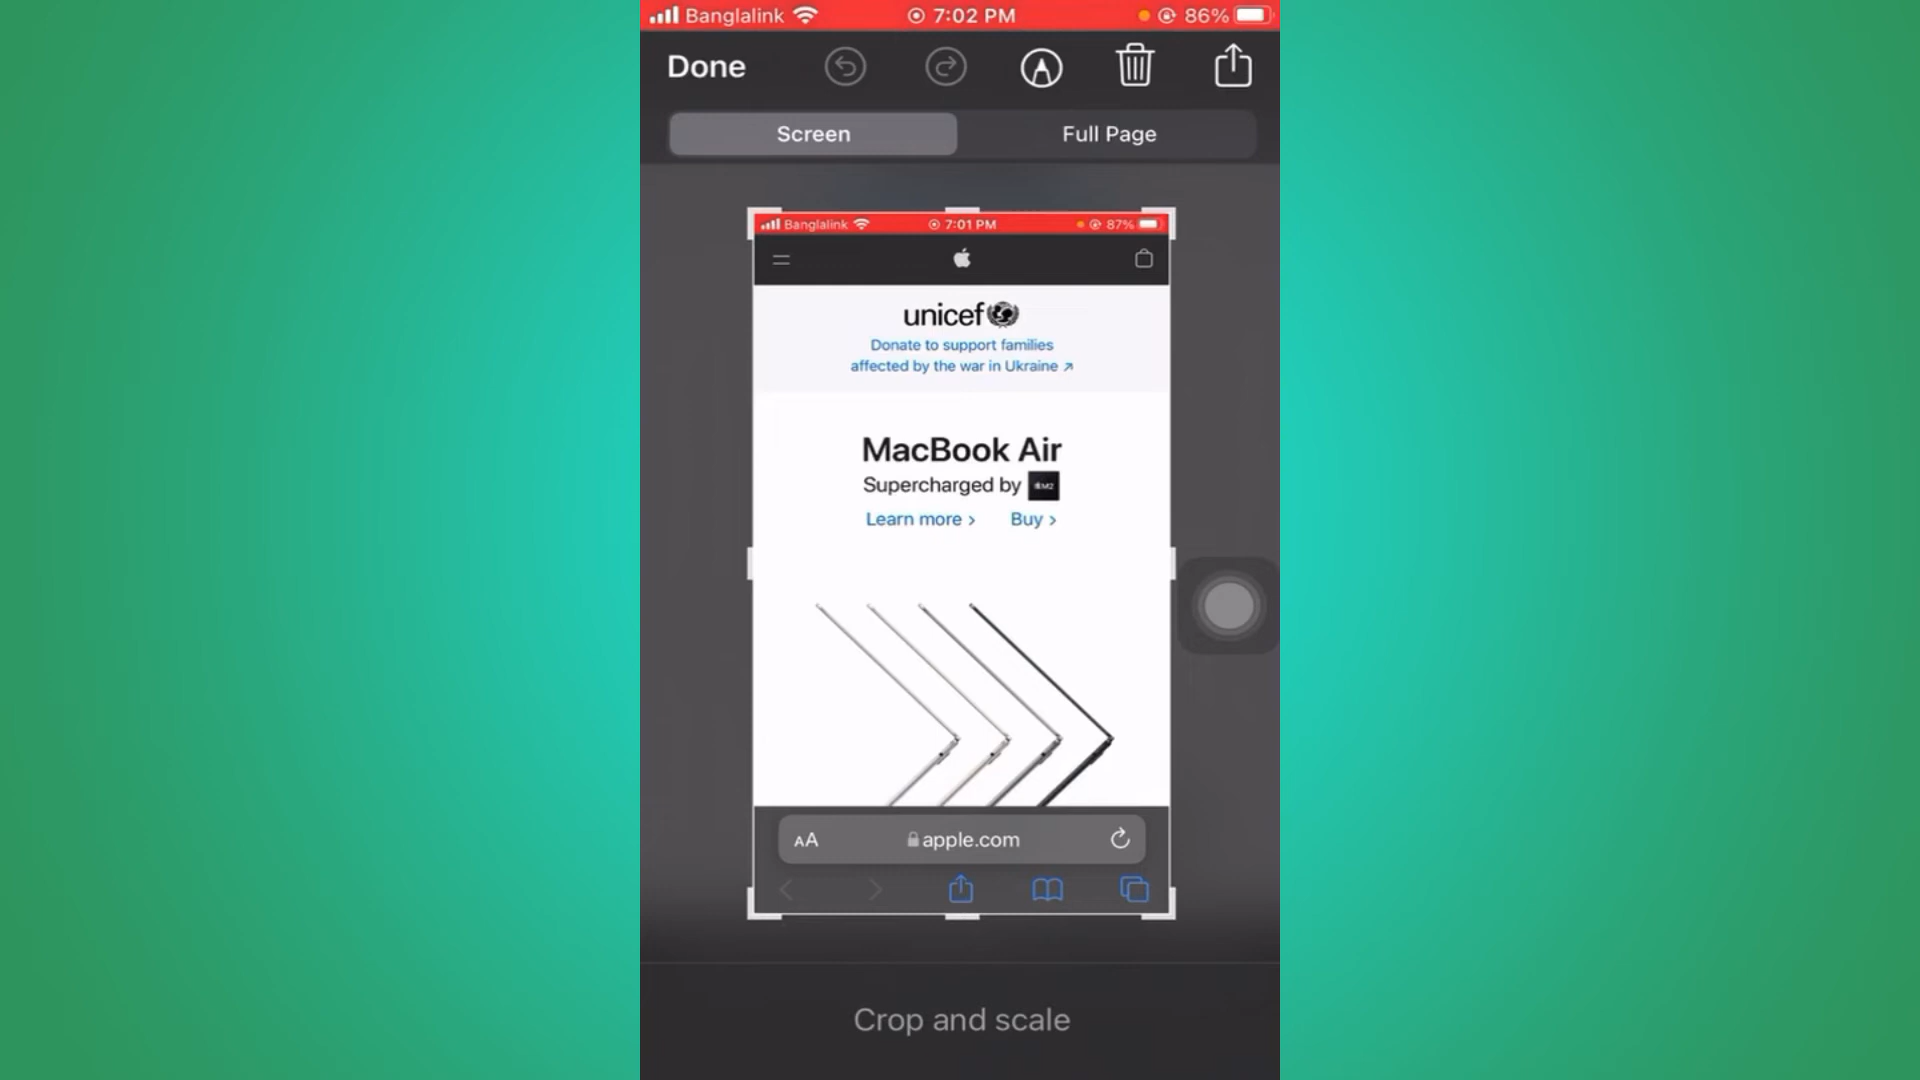 Banglalink 7:02 PM 86%
Done
Screen Full Page
Banglalink 7:01 PM 87%
unicef
Donate to support families
affected by the war in Ukraine ↗
MacBook Air
Supercharged by M2
Learn more > Buy >
AA apple.com
Crop and scale